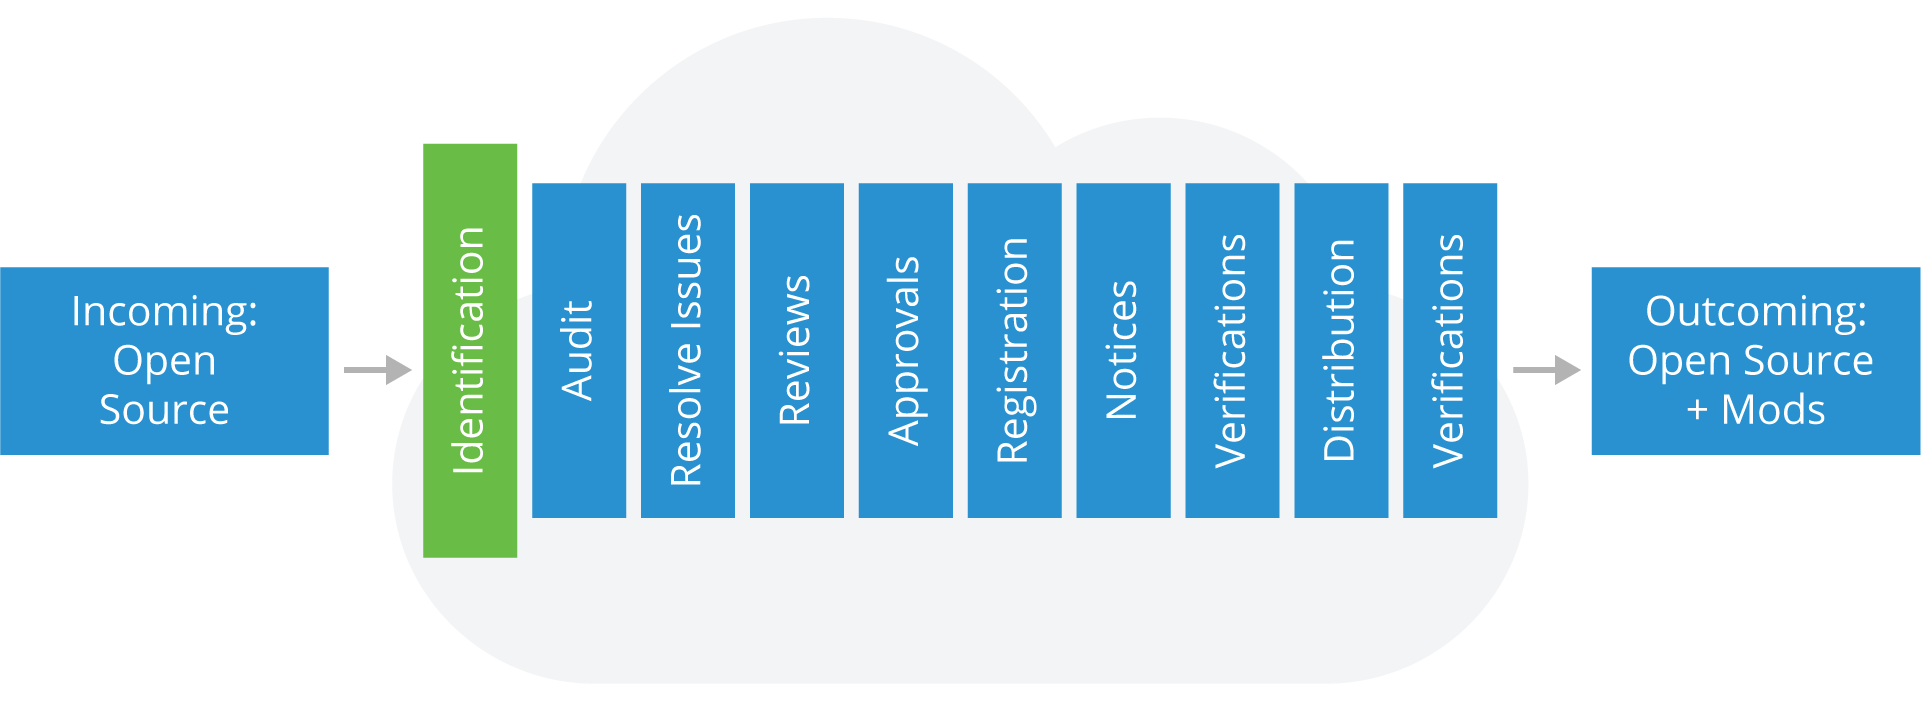 Incoming:
Open
Source
Identification
Audit
Resolve Issues
Reviews
Approvals
Registration
Notices
Verifications
Distribution
Verifications
Outcoming:
Open Source
+ Mods